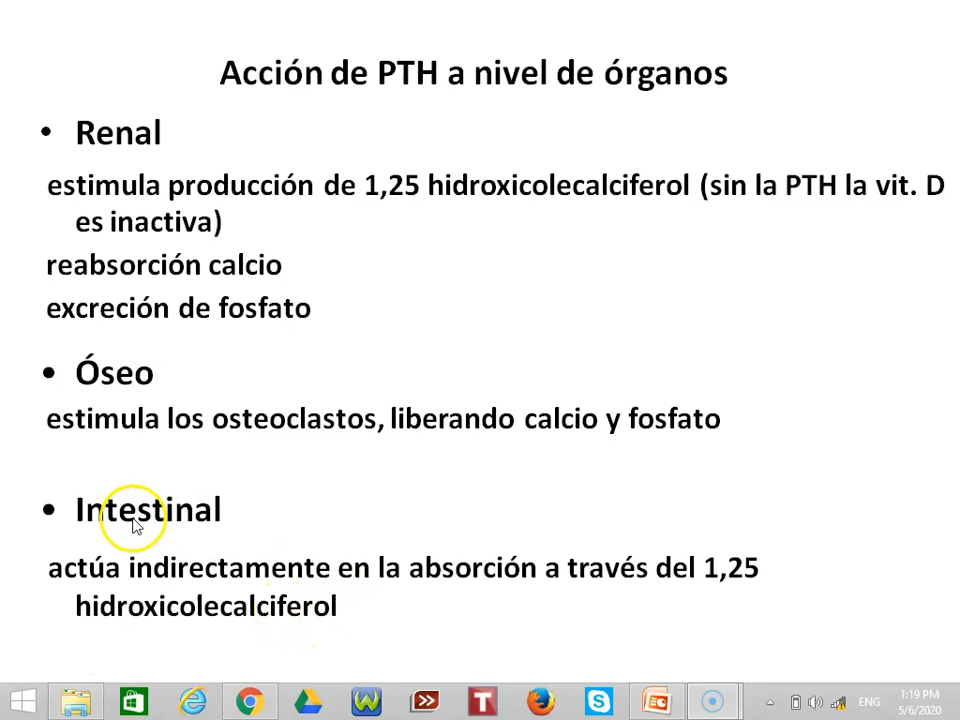 Acción de PTH a nivel de órganos
• Renal
estimula producción de 1,25 hidroxicolecalciferol (sin la PTH la vit. D
es inactiva)
reabsorción calcio
excreción de fosfato
• Óseo
estimula los osteoclastos, liberando calcio y fosfato
• Intestinal
actúa indirectamente en la absorción a través del 1,25
hidroxicolecalciferol
ENG
1:19 PM
5/6/2020